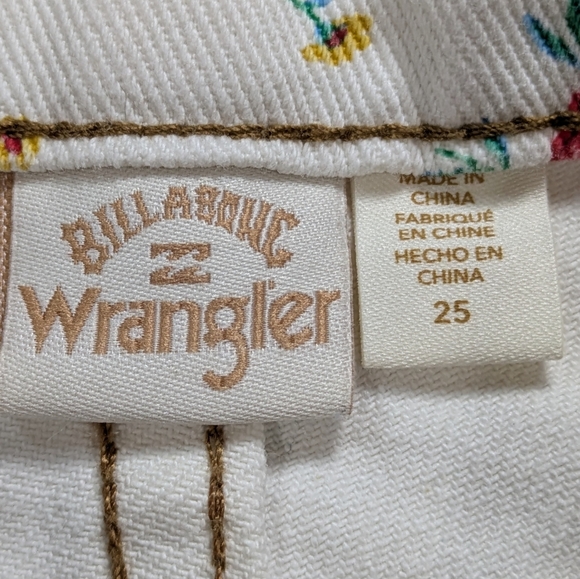 BILLABONG
Wrangler
MADE IN
CHINA
FABRIQUÉ
EN CHINE
HECHO EN
CHINA
25